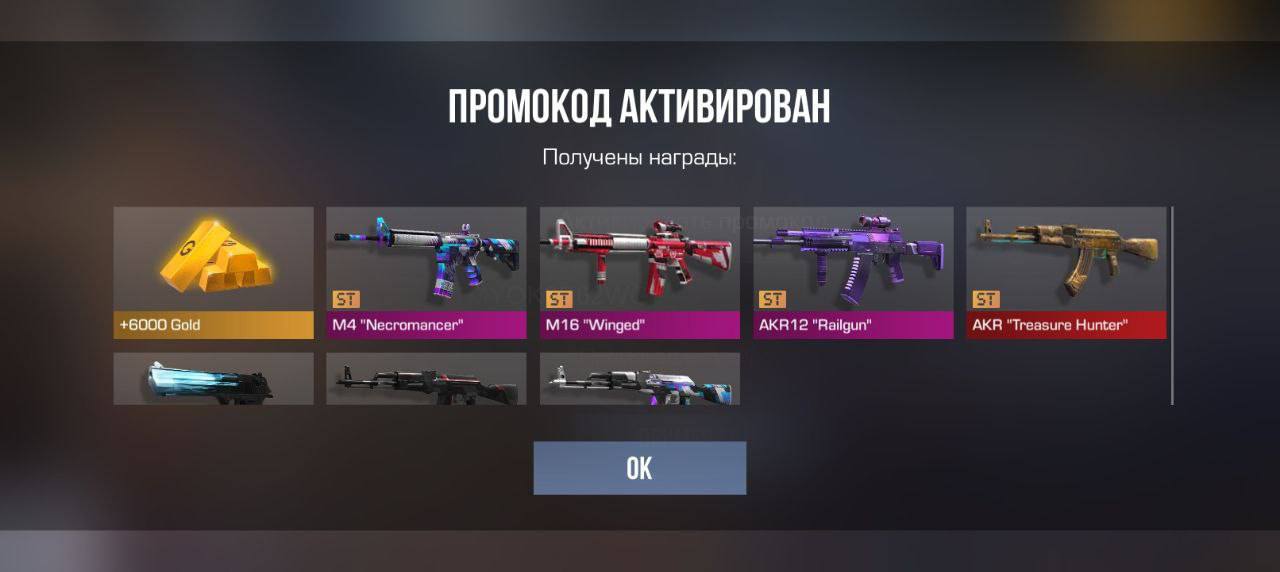 ПРОМОКОД АКТИВИРОВАН
Получены награды:
G
+6000 Gold
ST
M4 "Necromancer"
ST
M16 "Winged"
ST
AKR12 "Railgun"
ST
AKR "Treasure Hunter"
OK